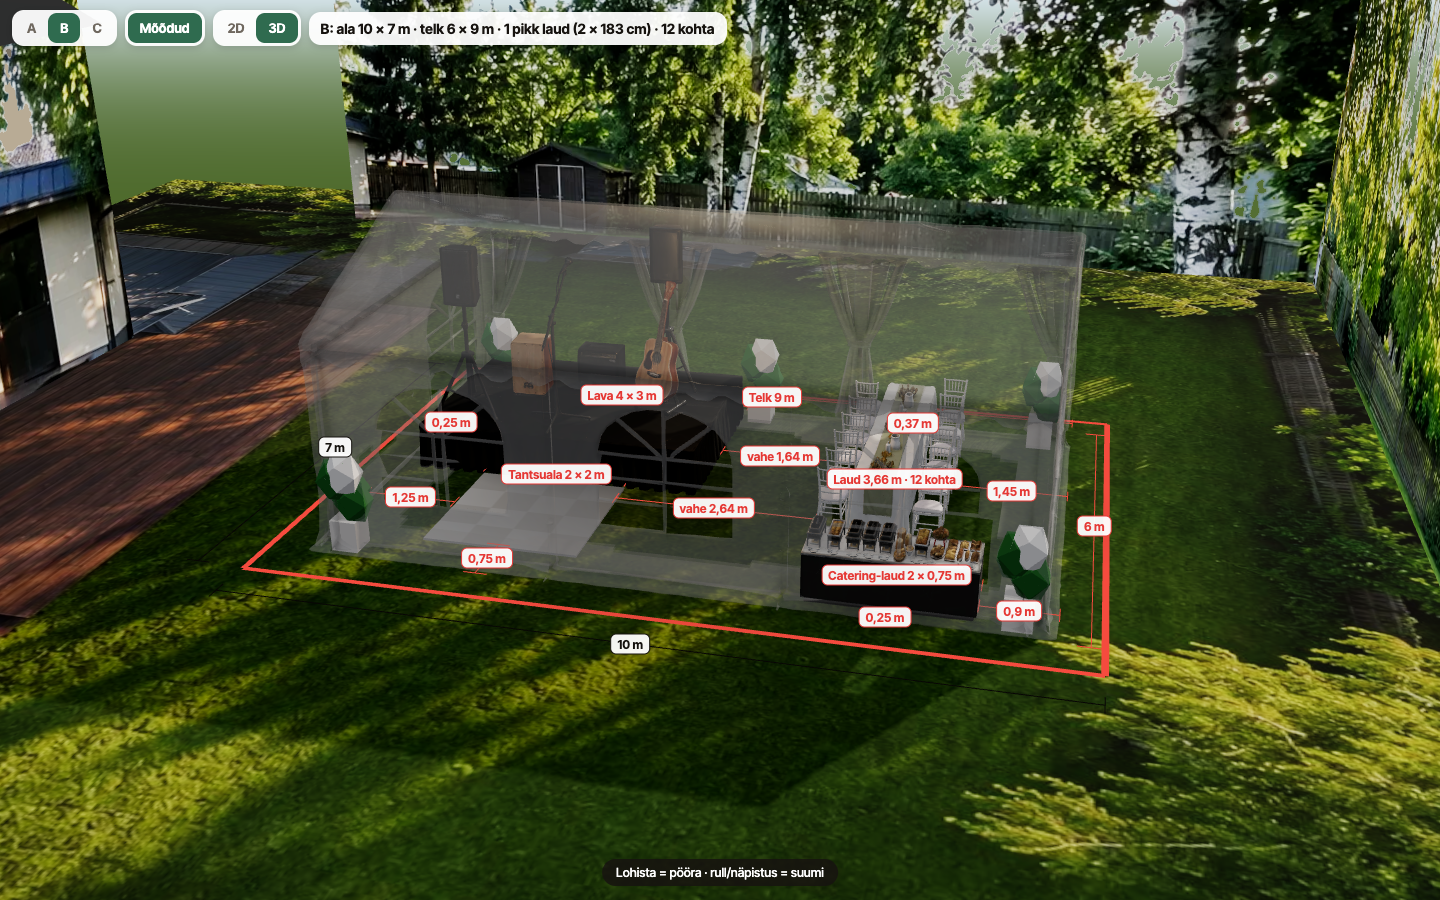 A B C
Mõõdud
2D 3D
B: ala 10 × 7 m · telk 6 × 9 m · 1 pikk laud (2 × 183 cm) · 12 kohta
Lava 4 × 3 m
Telk 9 m
0,25 m
0,37 m
7 m
vahe 1,64 m
Tantsuala 2 × 2 m
Laud 3,66 m · 12 kohta
1,25 m
1,45 m
vahe 2,64 m
6 m
0,75 m
Catering-laud 2 × 0,75 m
0,25 m
0,9 m
10 m
Lohista = pööra · rull/näpistus = suumi